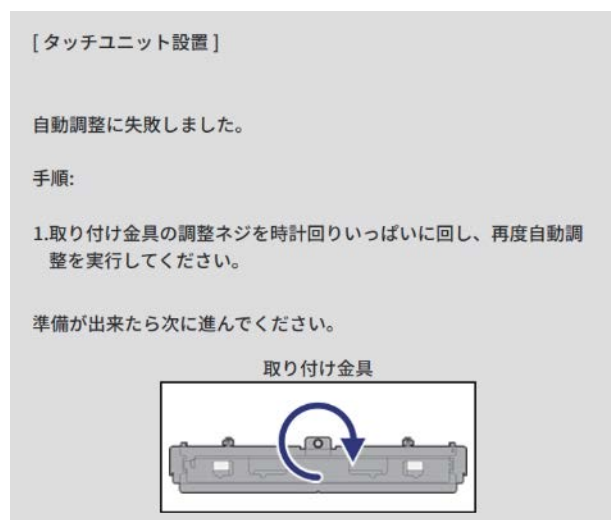 [ タッチユニット設置 ]
自動調整に失敗しました。
手順:
1.取り付け金具の調整ネジを時計回りいっぱいに回し、再度自動調
整を実行してください。
準備が出来たら次に進んでください。
取り付け金具